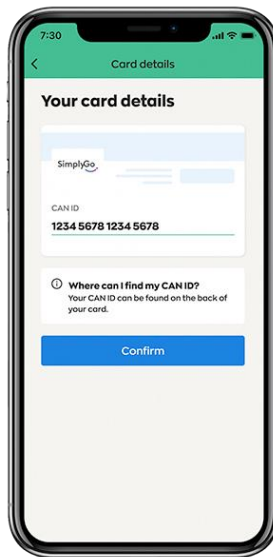 7:30
Card details
Your card details
SimplyGo
CAN ID
1234 5678 1234 5678
Where can I find my CAN ID?
Your CAN ID can be found on the back of
your card.
Confirm